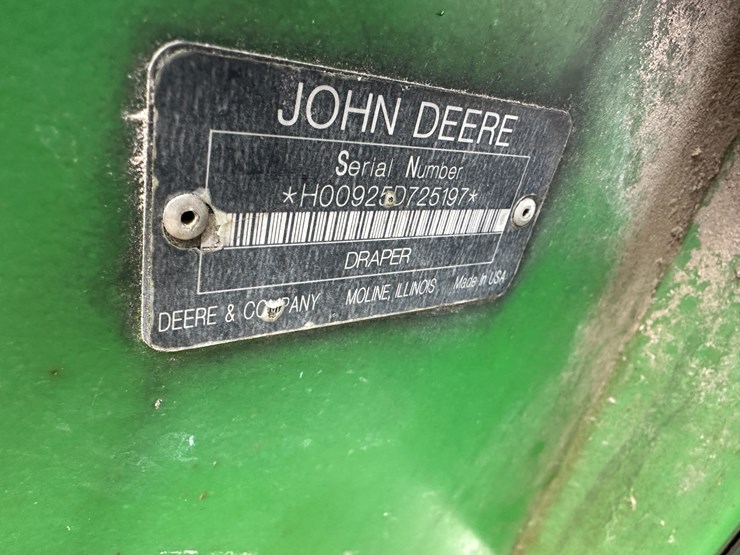 JOHN DEERE
Serial Number
*H00925D725197*
DRAPER
DEERE & COMPANY MOLINE, ILLINOIS Made in USA